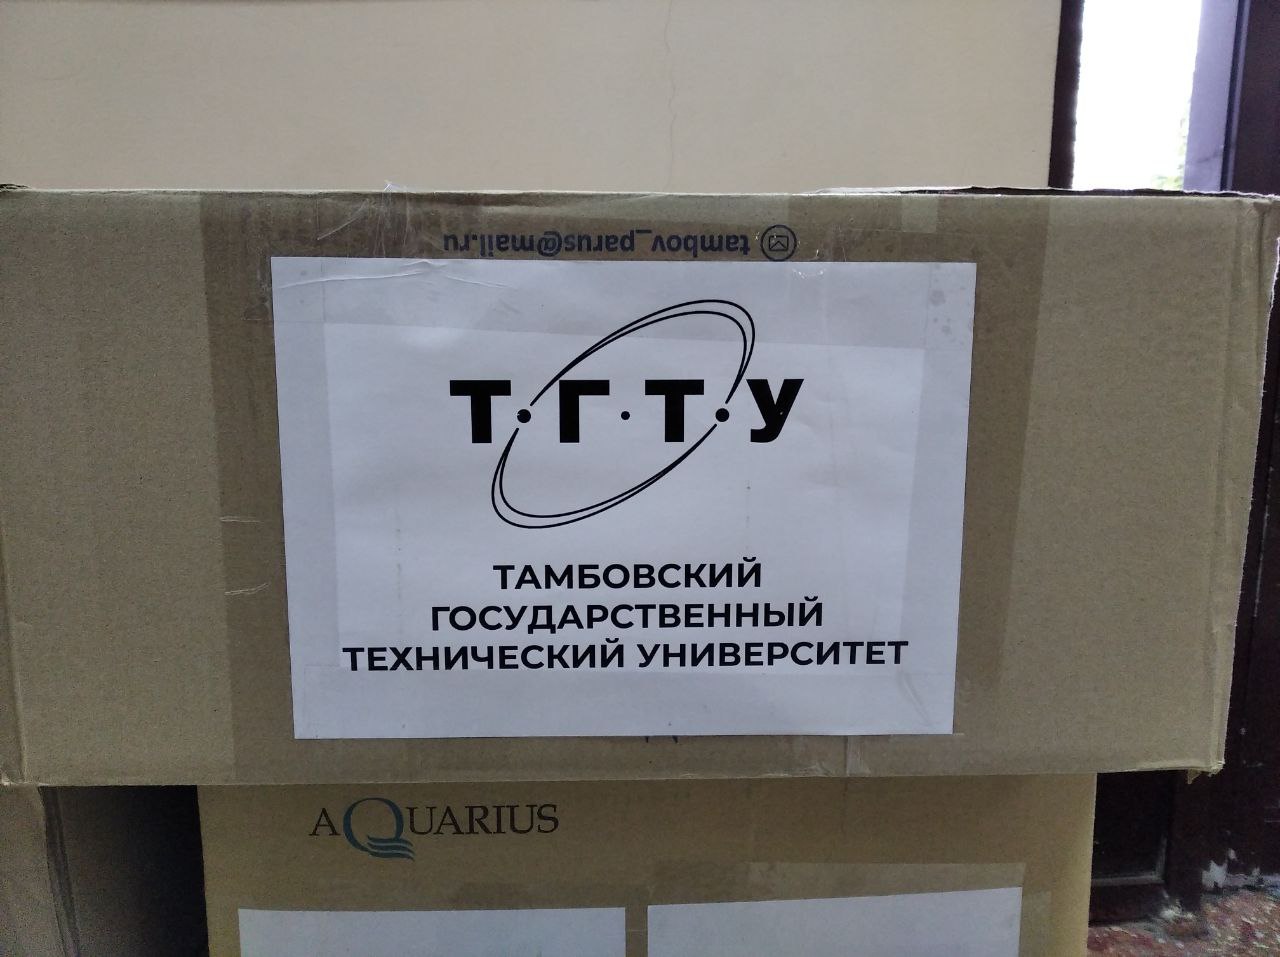 tambov_parus@mail.ru
Т·Г·Т·У
ТАМБОВСКИЙ
ГОСУДАРСТВЕННЫЙ
ТЕХНИЧЕСКИЙ УНИВЕРСИТЕТ
AQUARIUS